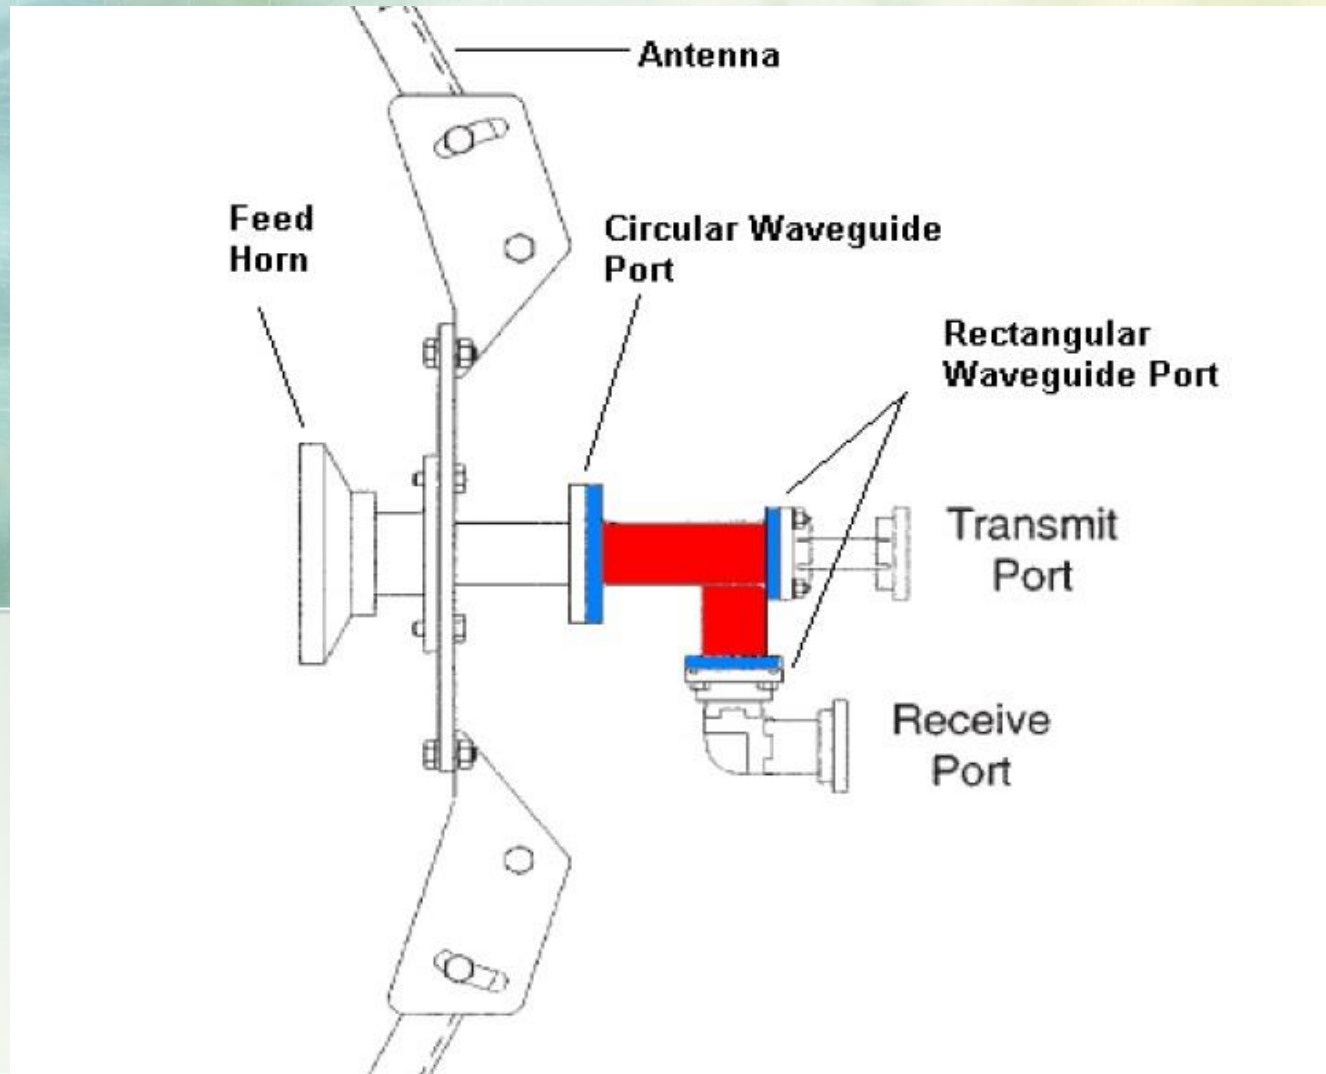 Antenna
Feed
Horn
Circular Waveguide
Port
Rectangular
Waveguide Port
Transmit
Port
Receive
Port